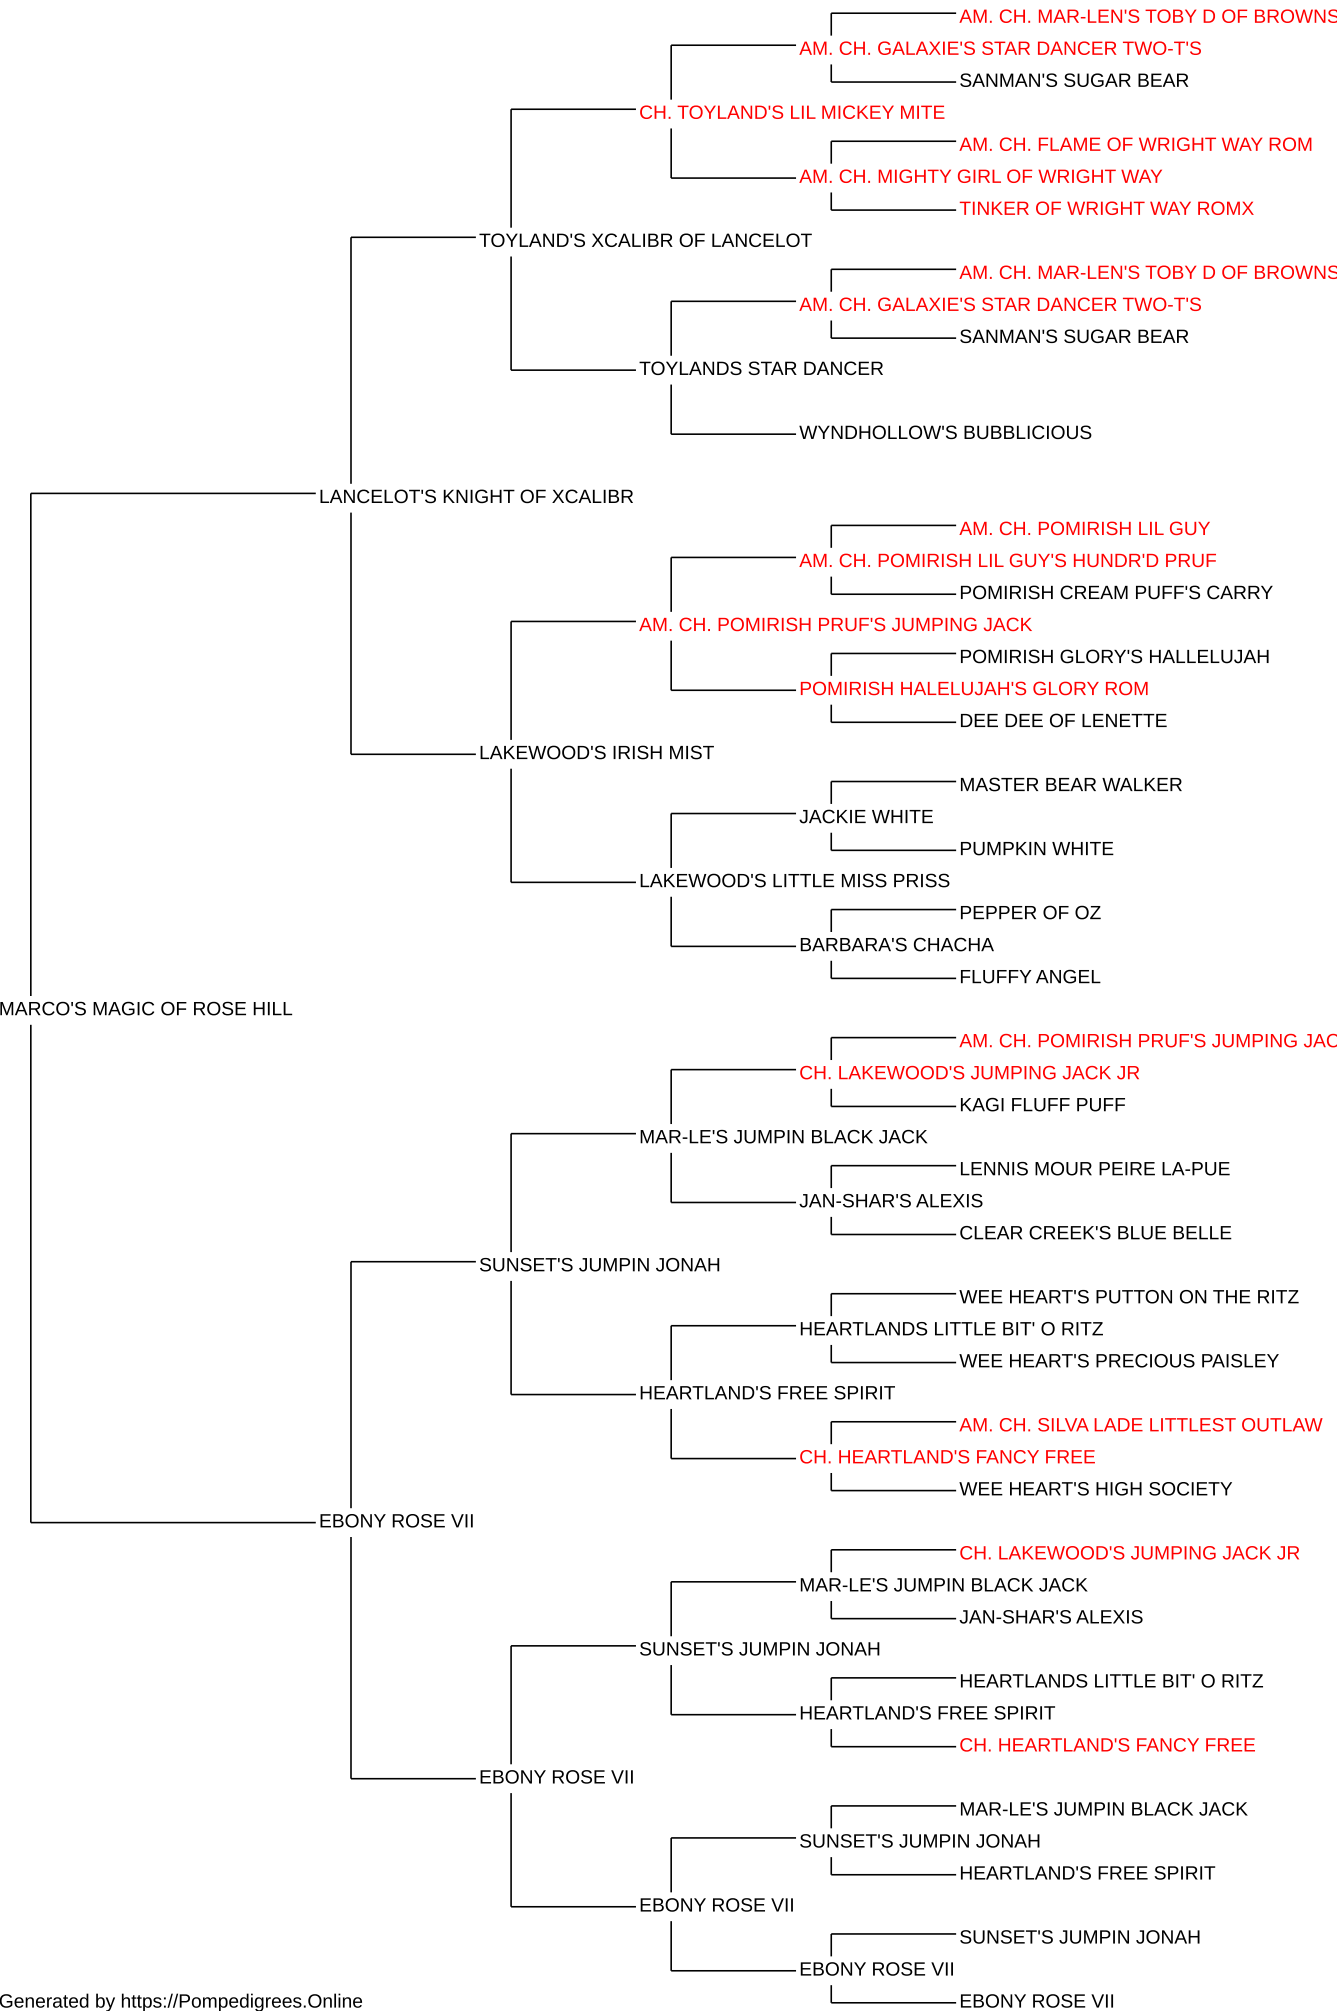 AM. CH. MAR-LEN'S TOBY D OF BROWNS
AM. CH. GALAXIE'S STAR DANCER TWO-T'S
SANMAN'S SUGAR BEAR
CH. TOYLAND'S LIL MICKEY MITE
AM. CH. FLAME OF WRIGHT WAY ROM
AM. CH. MIGHTY GIRL OF WRIGHT WAY
TINKER OF WRIGHT WAY ROMX
TOYLAND'S XCALIBR OF LANCELOT
AM. CH. MAR-LEN'S TOBY D OF BROWNS
AM. CH. GALAXIE'S STAR DANCER TWO-T'S
SANMAN'S SUGAR BEAR
TOYLANDS STAR DANCER
WYNDHOLLOW'S BUBBLICIOUS
LANCELOT'S KNIGHT OF XCALIBR
AM. CH. POMIRISH LIL GUY
AM. CH. POMIRISH LIL GUY'S HUNDR'D PRUF
POMIRISH CREAM PUFF'S CARRY
AM. CH. POMIRISH PRUF'S JUMPING JACK
POMIRISH GLORY'S HALLELUJAH
POMIRISH HALELUJAH'S GLORY ROM
DEE DEE OF LENETTE
LAKEWOOD'S IRISH MIST
MASTER BEAR WALKER
JACKIE WHITE
PUMPKIN WHITE
LAKEWOOD'S LITTLE MISS PRISS
PEPPER OF OZ
BARBARA'S CHACHA
FLUFFY ANGEL
MARCO'S MAGIC OF ROSE HILL
AM. CH. POMIRISH PRUF'S JUMPING JAC
CH. LAKEWOOD'S JUMPING JACK JR
KAGI FLUFF PUFF
MAR-LE'S JUMPIN BLACK JACK
LENNIS MOUR PEIRE LA-PUE
JAN-SHAR'S ALEXIS
CLEAR CREEK'S BLUE BELLE
SUNSET'S JUMPIN JONAH
WEE HEART'S PUTTON ON THE RITZ
HEARTLANDS LITTLE BIT' O RITZ
WEE HEART'S PRECIOUS PAISLEY
HEARTLAND'S FREE SPIRIT
AM. CH. SILVA LADE LITTLEST OUTLAW
CH. HEARTLAND'S FANCY FREE
WEE HEART'S HIGH SOCIETY
EBONY ROSE VII
CH. LAKEWOOD'S JUMPING JACK JR
MAR-LE'S JUMPIN BLACK JACK
JAN-SHAR'S ALEXIS
SUNSET'S JUMPIN JONAH
HEARTLANDS LITTLE BIT' O RITZ
HEARTLAND'S FREE SPIRIT
CH. HEARTLAND'S FANCY FREE
EBONY ROSE VII
MAR-LE'S JUMPIN BLACK JACK
SUNSET'S JUMPIN JONAH
HEARTLAND'S FREE SPIRIT
EBONY ROSE VII
SUNSET'S JUMPIN JONAH
EBONY ROSE VII
EBONY ROSE VII
Generated by https://Pompedigrees.Online